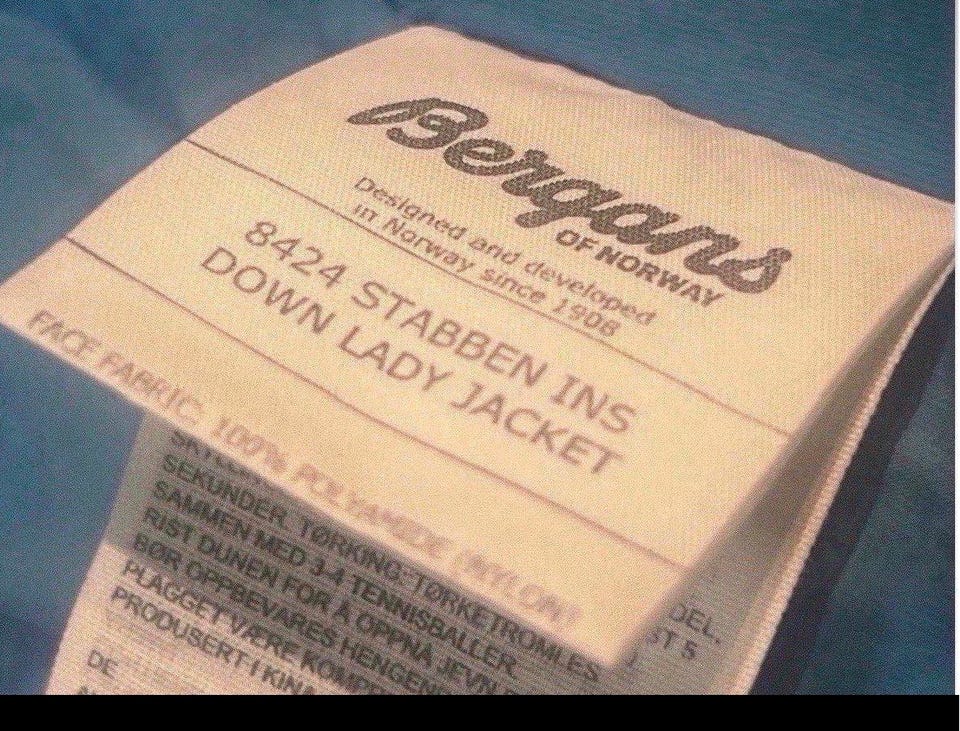 Bergans
OF NORWAY
Designed and developed
in Norway since 1908
8424 STABBEN INS
DOWN LADY JACKET
FACE FABRIC: 100% POLYAMIDE (NYLON)
SEKUNDER. TØRKING: TØRKETROMLES
SAMMEN MED 3-4 TENNISBALLER.
RIST DUNEN FOR Å OPPNÅ JEVN
BØR OPPBEVARES HENGENDE
PLAGGET VÆRE
PRODUSERT I KINA
DE